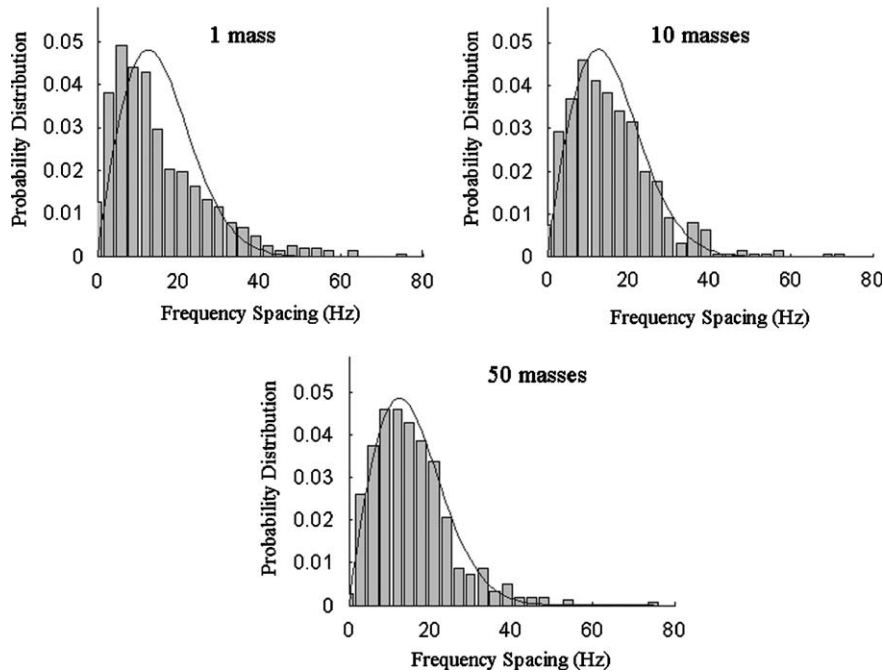 1 mass
Probability Distribution
0.05
0.04
0.03
0.02
0.01
0
0 20 40 60 80
Frequency Spacing (Hz)
10 masses
Probability Distribution
0.05
0.04
0.03
0.02
0.01
0
0 20 40 60 80
Frequency Spacing (Hz)
50 masses
Probability Distribution
0.05
0.04
0.03
0.02
0.01
0
0 20 40 60 80
Frequency Spacing (Hz)